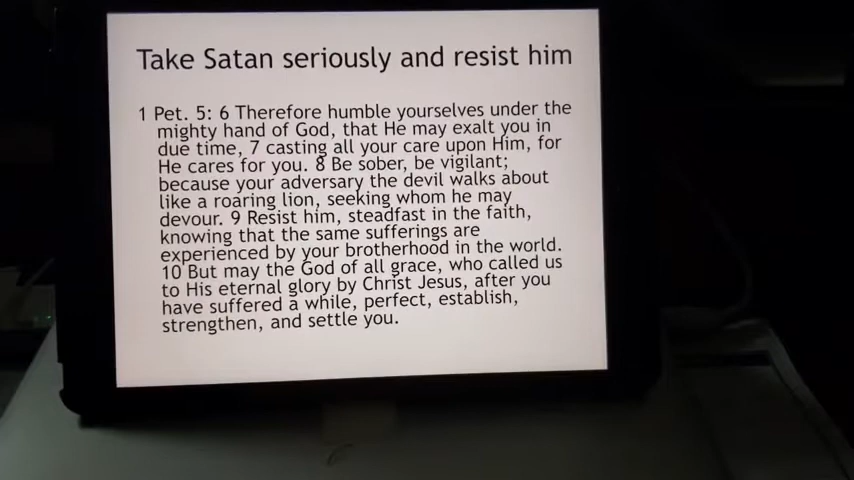 Take Satan seriously and resist him
1 Pet. 5: 6 Therefore humble yourselves under the
mighty hand of God, that He may exalt you in
due time, 7 casting all your care upon Him, for
He cares for you. 8 Be sober, be vigilant;
because your adversary the devil walks about
like a roaring lion, seeking whom he may
devour. 9 Resist him, steadfast in the faith,
knowing that the same sufferings are
experienced by your brotherhood in the world.
10 But may the God of all grace, who called us
to His eternal glory by Christ Jesus, after you
have suffered a while, perfect, establish,
strengthen, and settle you.